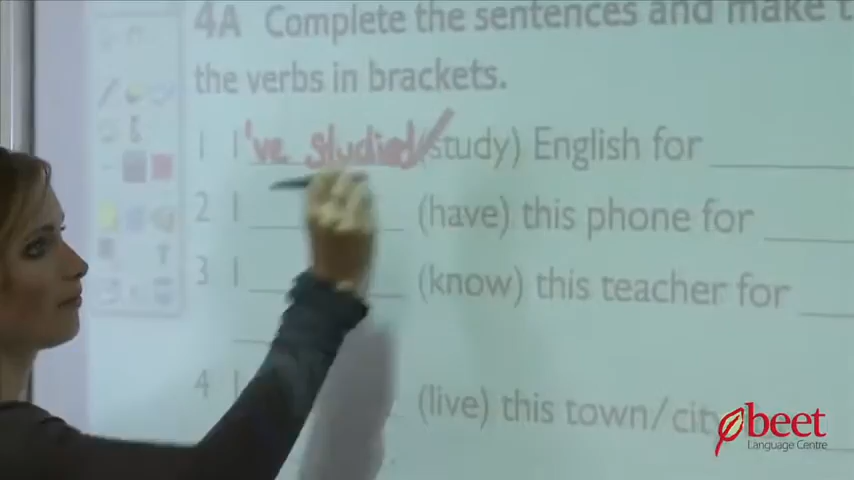 4A Complete the sentences and make t
the verbs in brackets.
1 I 've studied (study) English for
2 I (have) this phone for
3 I (know) this teacher for
4 I (live) this town/city
beet
Language Centre